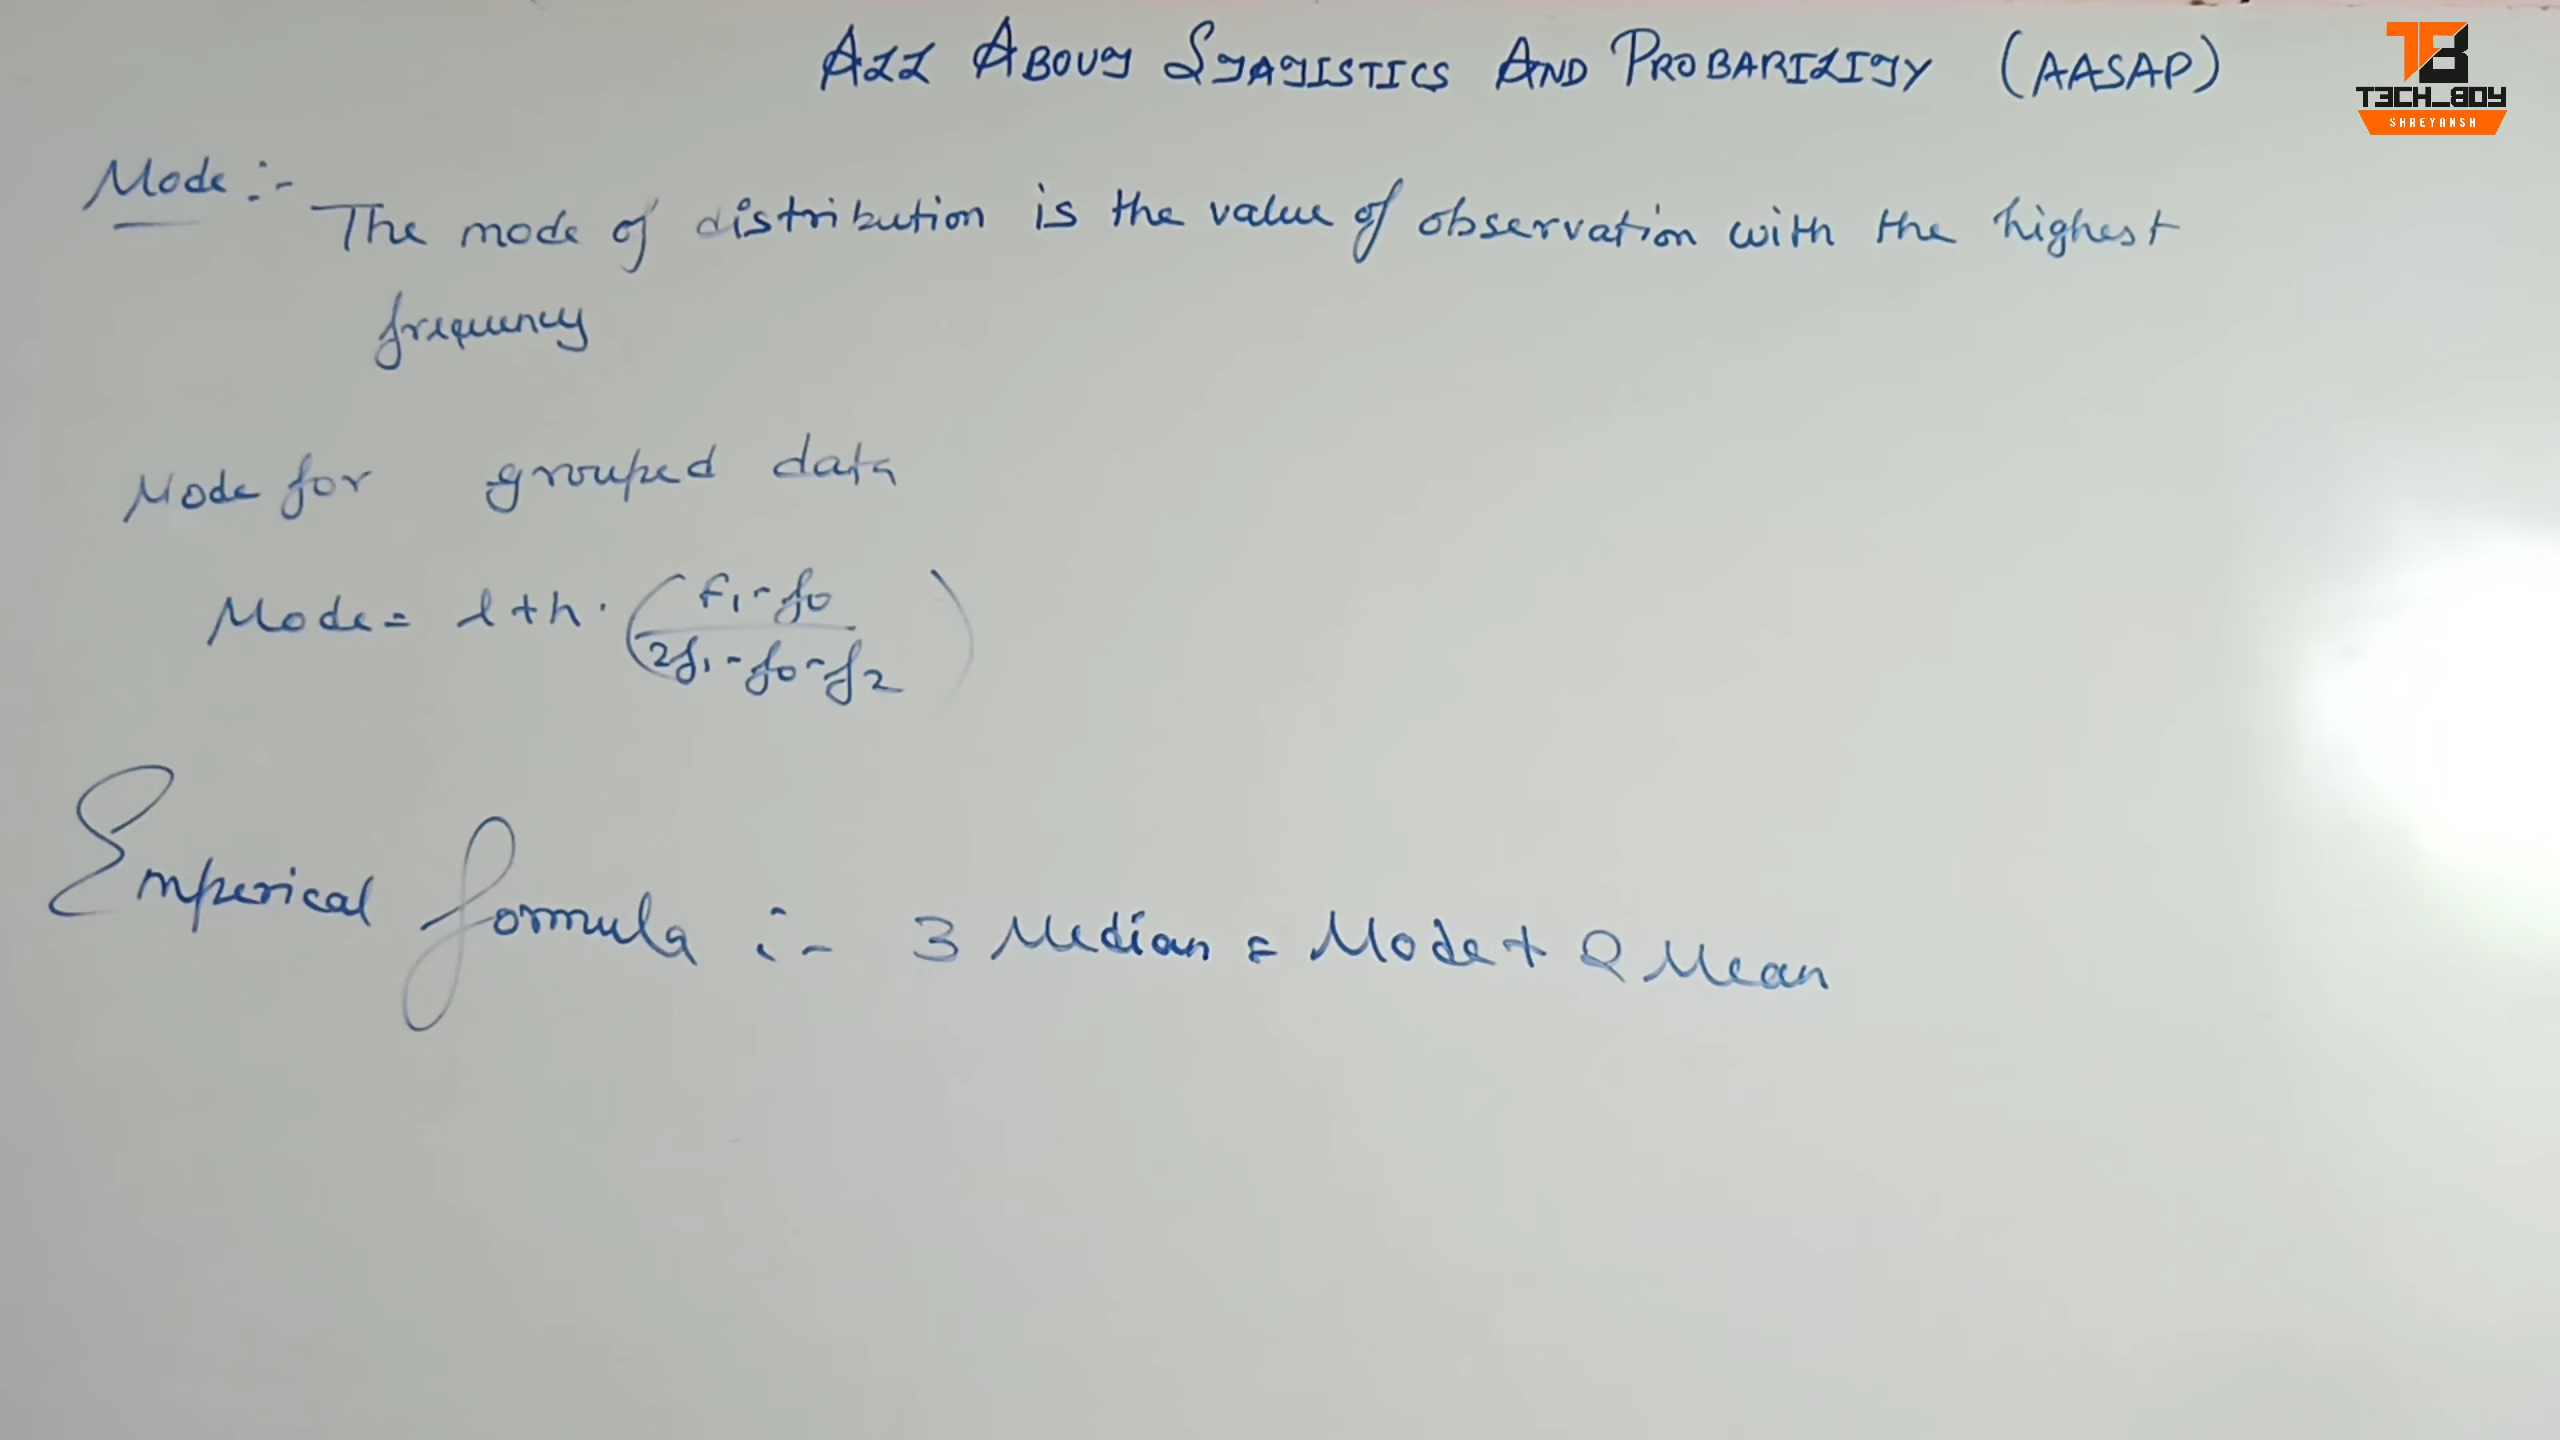 ALL ABOUT STATISTICS AND PROBABILITY (AASAP)
TB
T3CH_BOY
SHREYANSH
Mode :-
The mode of distribution is the value of observation with the highest
frequency
Mode for grouped data
Mode = l + h · (f₁ - f₀ / 2f₁ - f₀ - f₂)
Emperical formula :- 3 Median = Mode + 2 Mean